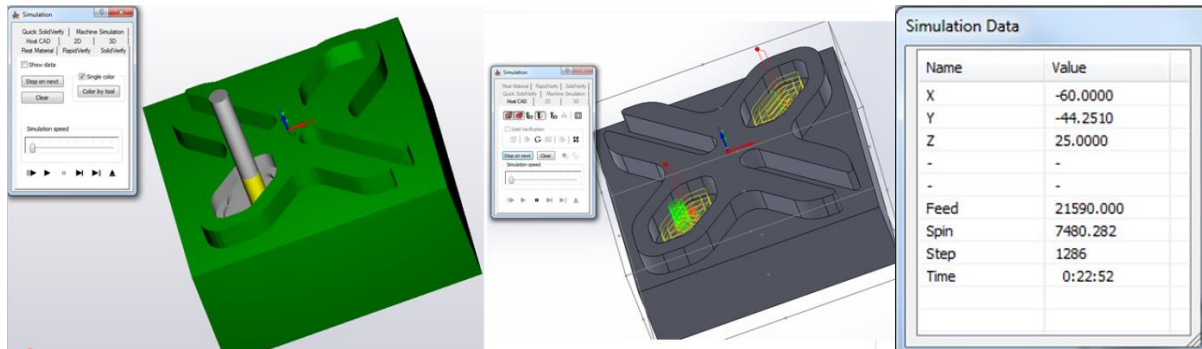 Simulation
Quick SolidVerify | Machine Simulation
Host CAD | 2D | 3D
Rest Material | RapidVerify | SolidVerify
Show data
Stop on next
Clear
Single color
Color by tool
Simulation speed
Simulation
Rest Material | RapidVerify | SolidVerify
Quick SolidVerify | Machine Simulation
Host CAD | 2D | 3D
Solid Verification
Stop on next
Clear
Simulation speed
Simulation Data
Name Value
X -60.0000
Y -44.2510
Z 25.0000
- -
- -
Feed 21590.000
Spin 7480.282
Step 1286
Time 0:22:52